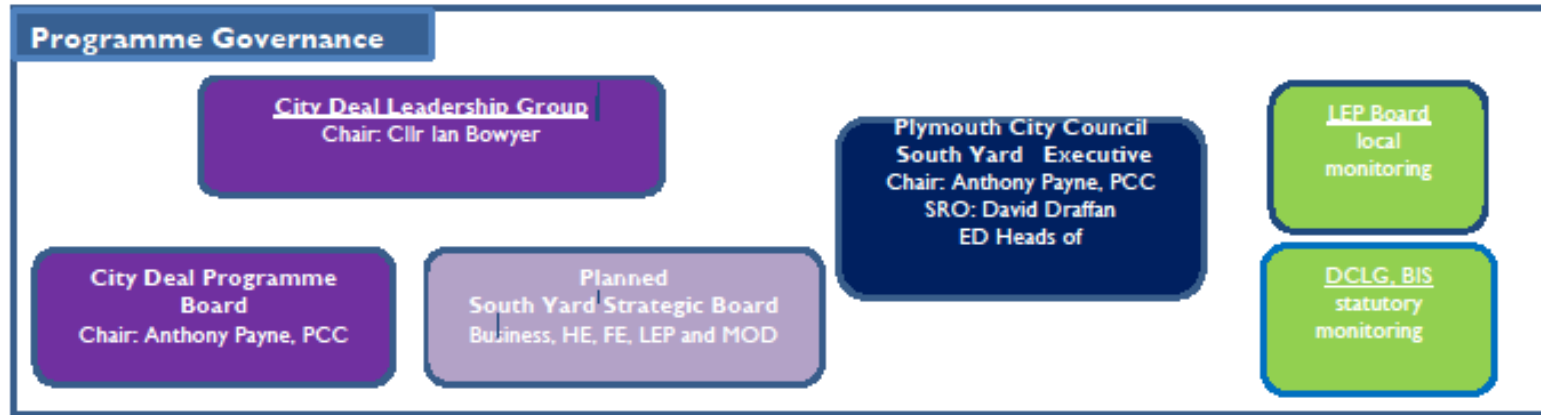 Programme Governance
City Deal Leadership Group
Chair: Cllr Ian Bowyer
Plymouth City Council
South Yard Executive
Chair: Anthony Payne, PCC
SRO: David Draffan
ED Heads of
LEP Board
local
monitoring
City Deal Programme
Board
Chair: Anthony Payne, PCC
Planned
South Yard Strategic Board
Business, HE, FE, LEP and MOD
DCLG, BIS
statutory
monitoring